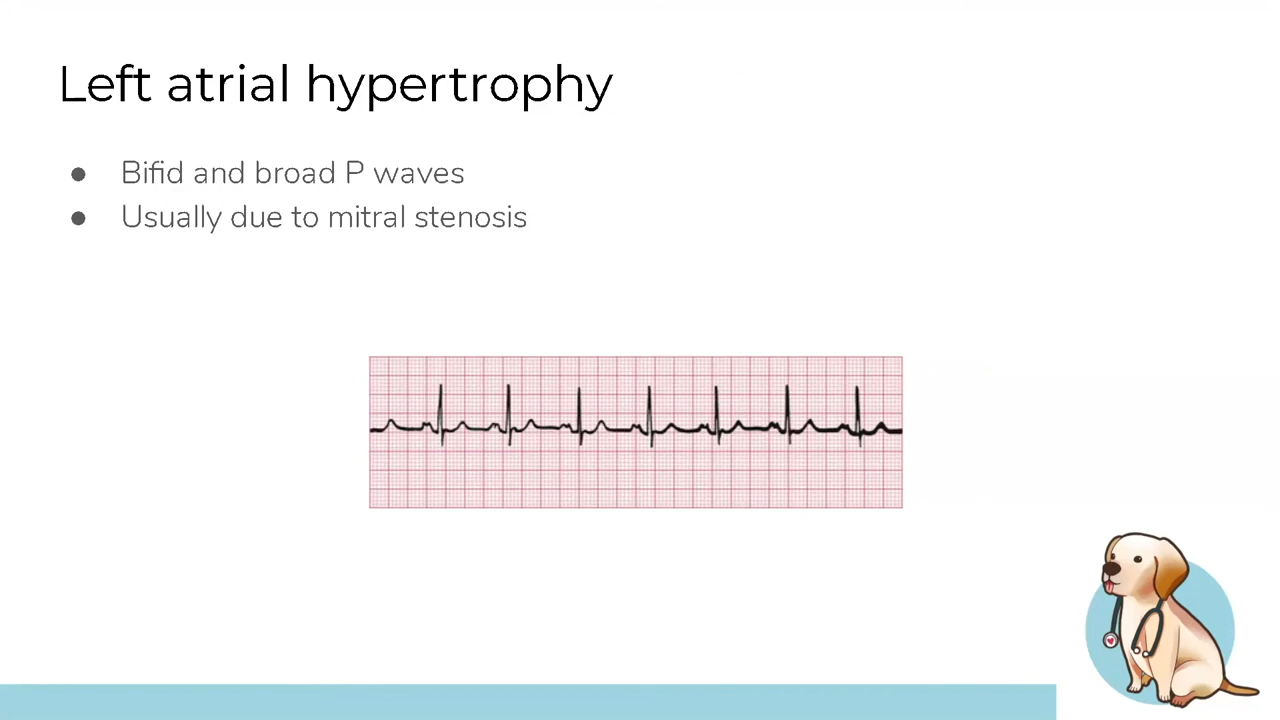 Left atrial hypertrophy
● Bifid and broad P waves
● Usually due to mitral stenosis